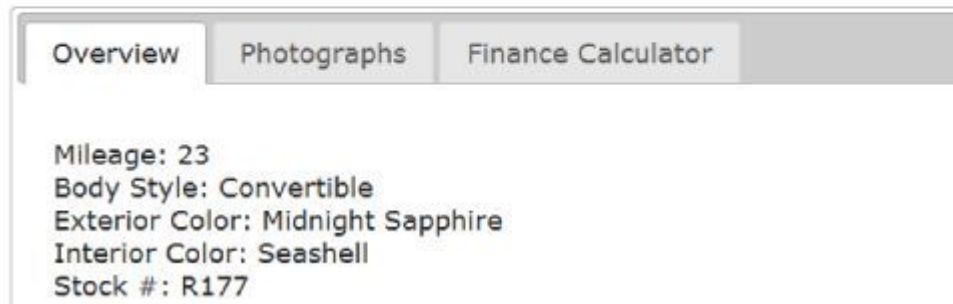 Overview Photographs Finance Calculator
Mileage: 23
Body Style: Convertible
Exterior Color: Midnight Sapphire
Interior Color: Seashell
Stock #: R177